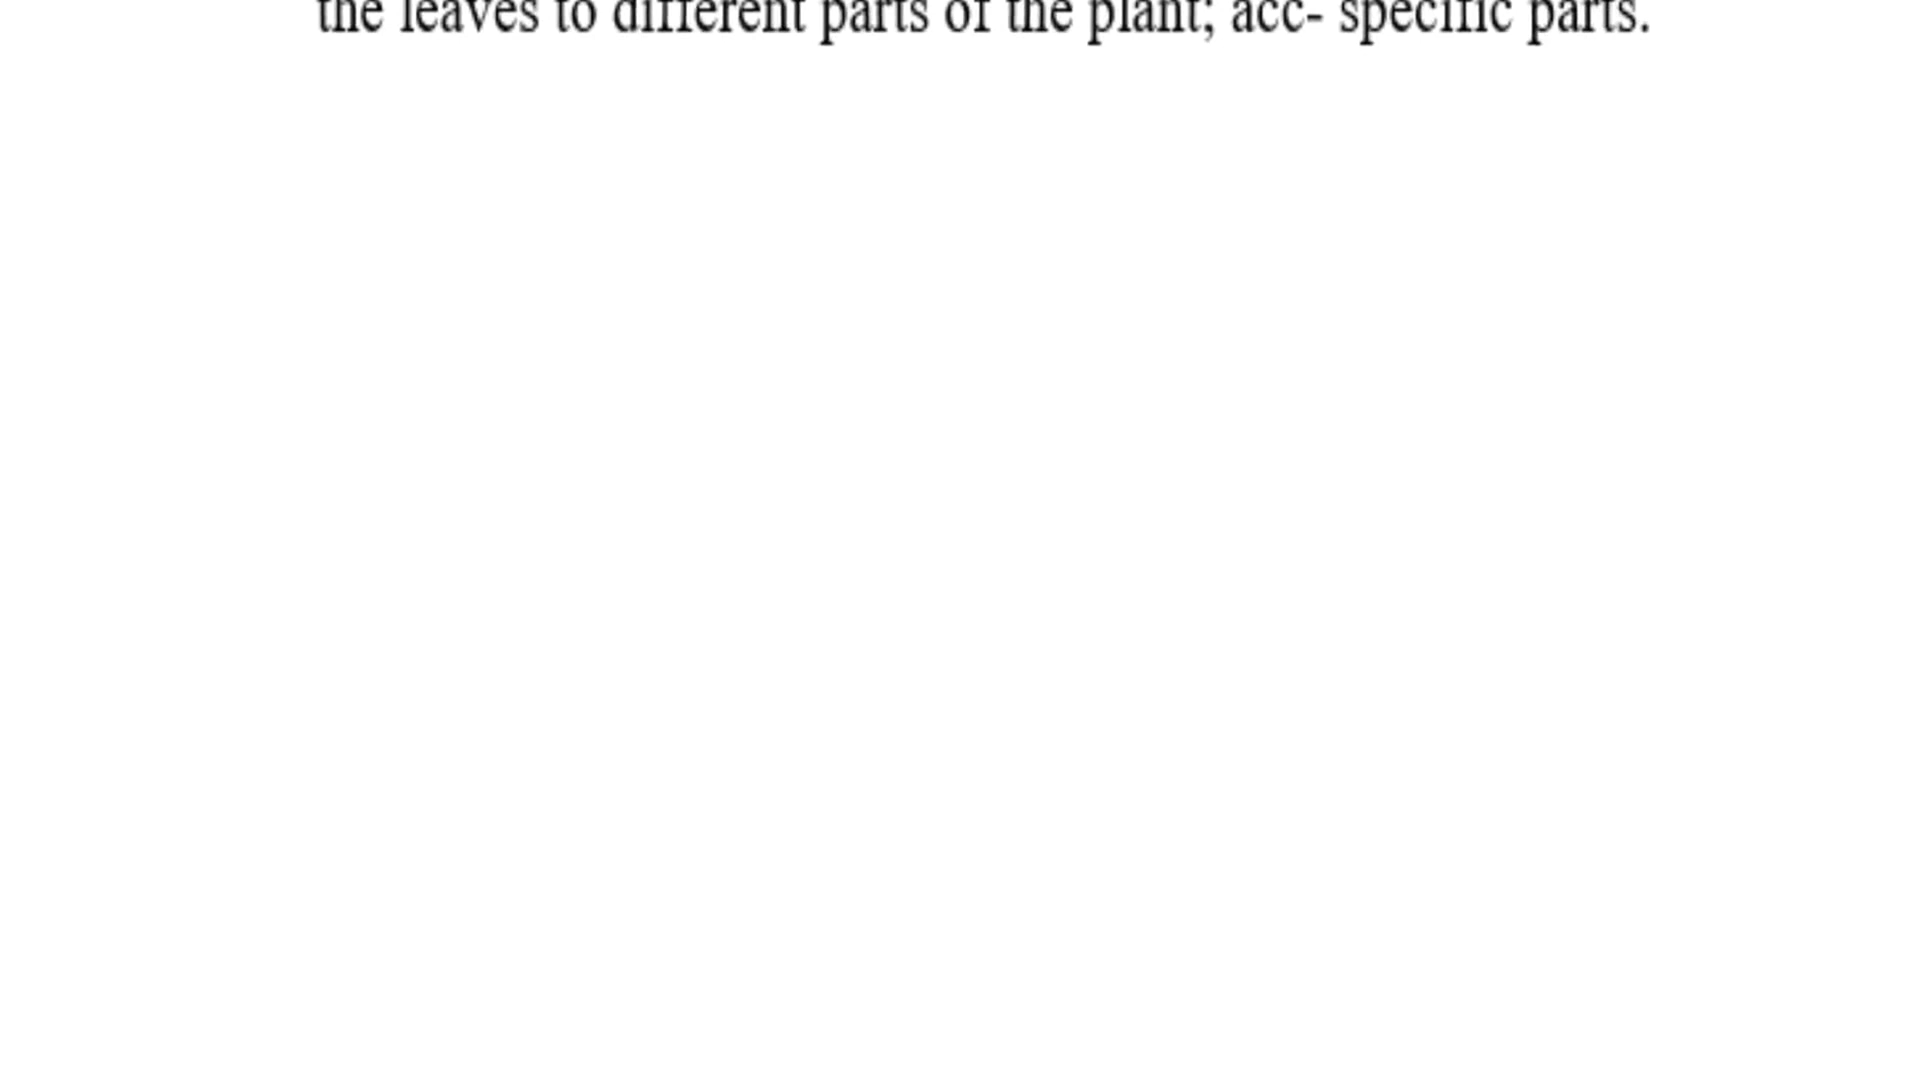 the leaves to different parts of the plant; acc- specific parts.